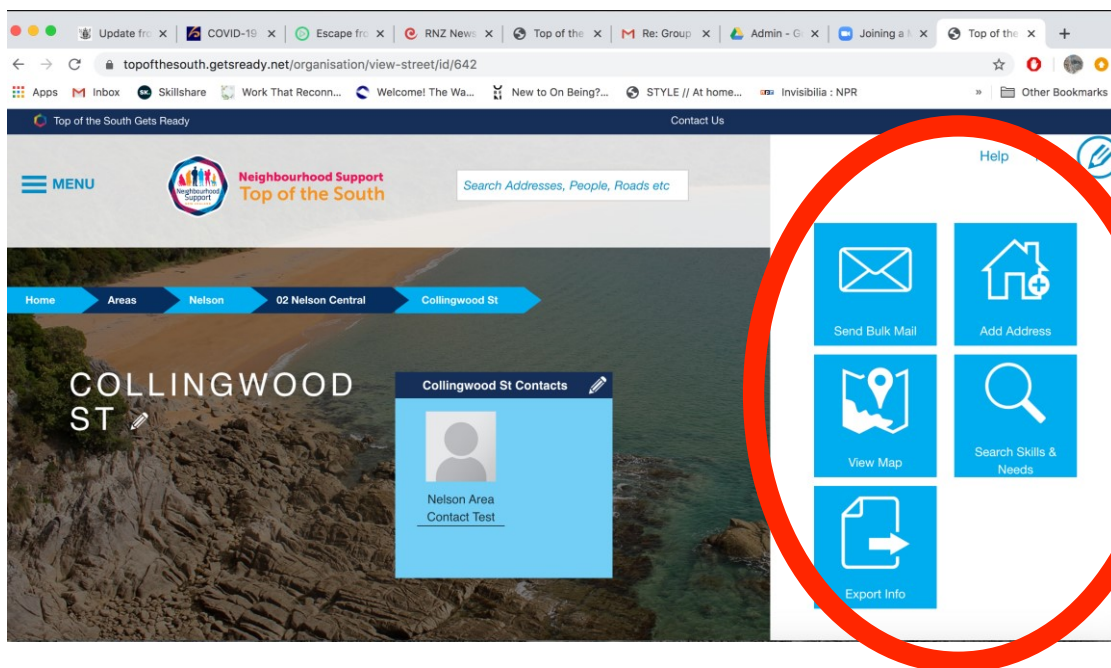 Update fro
COVID-19
Escape fro
RNZ News
Top of the
Re: Group
Admin - G
Joining a
Top of the
topofthesouth.getsready.net/organisation/view-street/id/642
Apps
Inbox
Skillshare
Work That Reconn...
Welcome! The Wa...
New to On Being?...
STYLE // At home...
Invisibilia : NPR
»
Other Bookmarks
Top of the South Gets Ready
Contact Us
Help
MENU
Neighbourhood
Support
Neighbourhood Support
Top of the South
Search Addresses, People, Roads etc
Home
Areas
Nelson
02 Nelson Central
Collingwood St
Send Bulk Mail
Add Address
COLLINGWOOD
ST
Collingwood St Contacts
Nelson Area
Contact Test
View Map
Search Skills &
Needs
Export Info